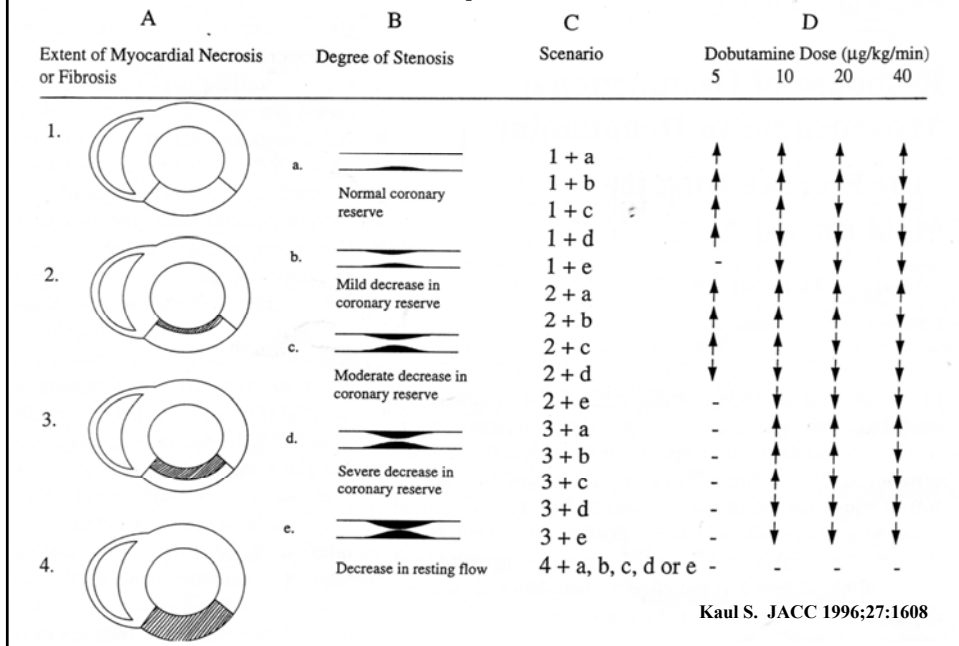 A
Extent of Myocardial Necrosis
or Fibrosis
1.
2.
3.
4.
B
Degree of Stenosis
a.
Normal coronary
reserve
b.
Mild decrease in
coronary reserve
c.
Moderate decrease in
coronary reserve
d.
Severe decrease in
coronary reserve
e.
Decrease in resting flow
C D
Scenario Dobutamine Dose (μg/kg/min)
5 10 20 40
1 + a ↑ ↑ ↑ ↑
1 + b ↑ ↑ ↑ ↓
1 + c ↑ ↑ ↓ ↓
1 + d ↑ ↓ ↓ ↓
1 + e - ↓ ↓ ↓
2 + a ↑ ↑ ↑ ↑
2 + b ↑ ↑ ↑ ↓
2 + c ↑ ↑ ↓ ↓
2 + d ↓ ↓ ↓ ↓
2 + e - ↓ ↓ ↓
3 + a - ↑ ↑ ↑
3 + b - ↑ ↑ ↓
3 + c - ↑ ↓ ↓
3 + d - ↓ ↓ ↓
3 + e - ↓ ↓ ↓
4 + a, b, c, d or e - - - -
Kaul S. JACC 1996;27:1608